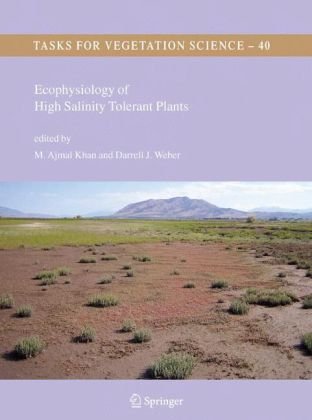 TASKS FOR VEGETATION SCIENCE – 40
Ecophysiology of
High Salinity Tolerant Plants
edited by
M. Ajmal Khan and Darrell J. Weber
Springer